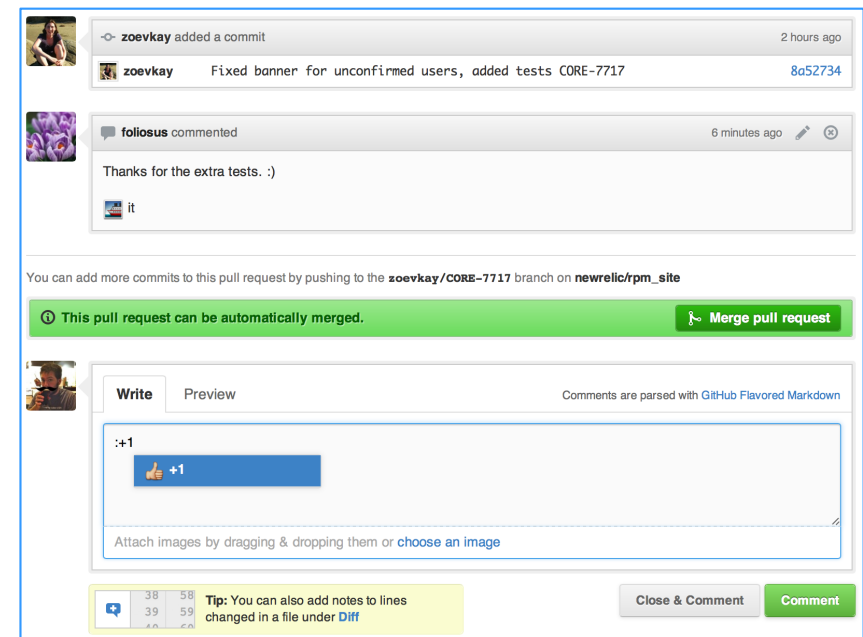 zoevkay added a commit 2 hours ago
zoevkay Fixed banner for unconfirmed users, added tests CORE-7717 8a52734
foliosus commented 6 minutes ago
Thanks for the extra tests. :)
it
You can add more commits to this pull request by pushing to the zoevkay/CORE-7717 branch on newrelic/rpm_site
This pull request can be automatically merged. Merge pull request
Write Preview Comments are parsed with GitHub Flavored Markdown
:+1
+1
Attach images by dragging & dropping them or choose an image
38 58
39 59
Tip: You can also add notes to lines
changed in a file under Diff
Close & Comment Comment